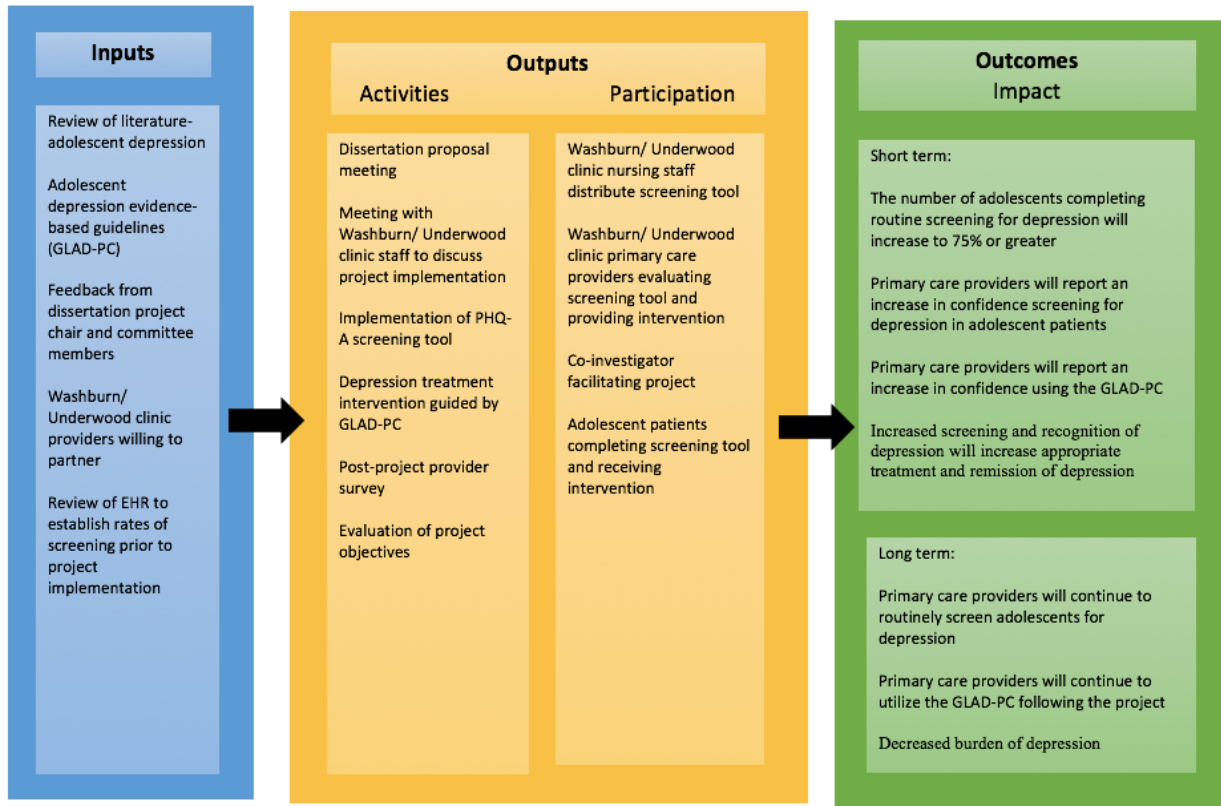 Inputs
Review of literature-
adolescent depression
Adolescent
depression evidence-
based guidelines
(GLAD-PC)
Feedback from
dissertation project
chair and committee
members
Washburn/
Underwood clinic
providers willing to
partner
Review of EHR to
establish rates of
screening prior to
project
implementation
Outputs
Activities
Participation
Dissertation proposal
meeting
Meeting with
Washburn/ Underwood
clinic staff to discuss
project implementation
Implementation of PHQ-
A screening tool
Depression treatment
intervention guided by
GLAD-PC
Post-project provider
survey
Evaluation of project
objectives
Washburn/ Underwood
clinic nursing staff
distribute screening tool
Washburn/ Underwood
clinic primary care
providers evaluating
screening tool and
providing intervention
Co-investigator
facilitating project
Adolescent patients
completing screening tool
and receiving
intervention
Outcomes
Impact
Short term:
The number of adolescents completing
routine screening for depression will
increase to 75% or greater
Primary care providers will report an
increase in confidence screening for
depression in adolescent patients
Primary care providers will report an
increase in confidence using the GLAD-PC
Increased screening and recognition of
depression will increase appropriate
treatment and remission of depression
Long term:
Primary care providers will continue to
routinely screen adolescents for
depression
Primary care providers will continue to
utilize the GLAD-PC following the project
Decreased burden of depression